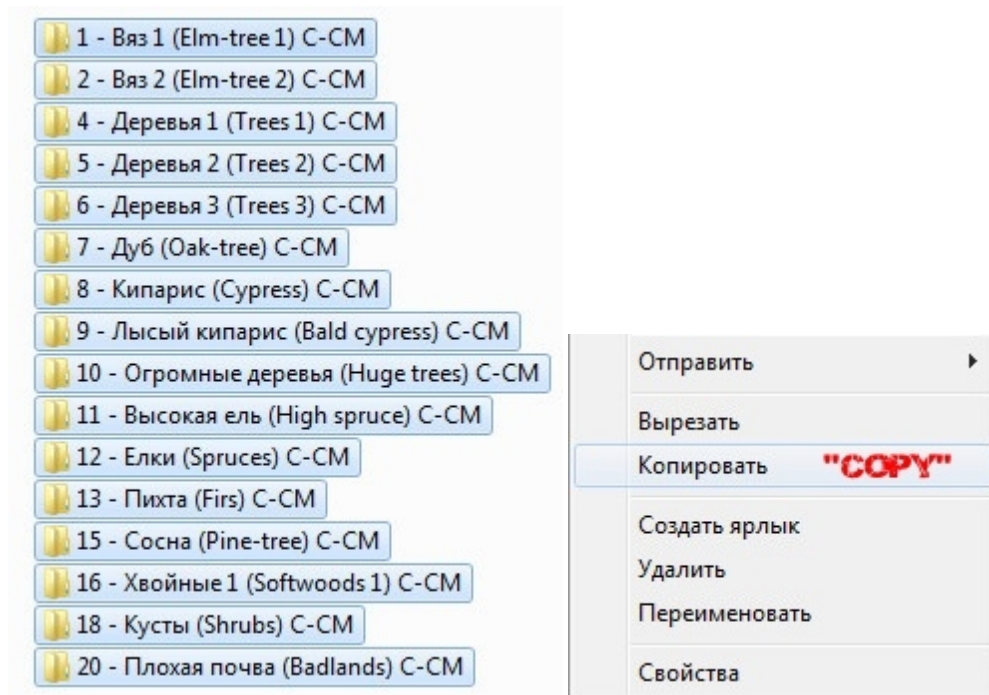 1 - Вяз 1 (Elm-tree 1) C-CM
2 - Вяз 2 (Elm-tree 2) C-CM
4 - Деревья 1 (Trees 1) C-CM
5 - Деревья 2 (Trees 2) C-CM
6 - Деревья 3 (Trees 3) C-CM
7 - Дуб (Oak-tree) C-CM
8 - Кипарис (Cypress) C-CM
9 - Лысый кипарис (Bald cypress) C-CM
10 - Огромные деревья (Huge trees) C-CM
11 - Высокая ель (High spruce) C-CM
12 - Елки (Spruces) C-CM
13 - Пихта (Firs) C-CM
15 - Сосна (Pine-tree) C-CM
16 - Хвойные 1 (Softwoods 1) C-CM
18 - Кусты (Shrubs) C-CM
20 - Плохая почва (Badlands) C-CM
Отправить
Вырезать
Копировать "COPY"
Создать ярлык
Удалить
Переименовать
Свойства